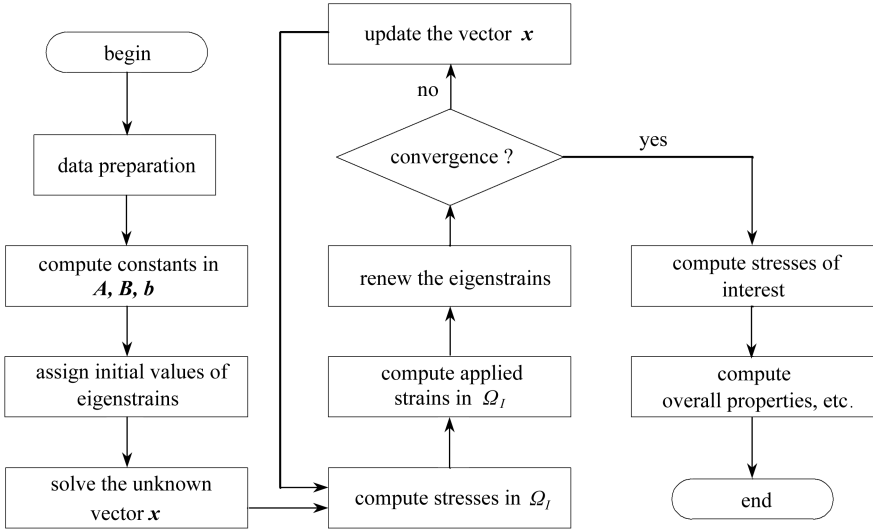 begin
data preparation
compute constants in
A, B, b
assign initial values of
eigenstrains
solve the unknown
vector x
update the vector x
no
convergence ?
yes
renew the eigenstrains
compute applied
strains in Ω_I
compute stresses in Ω_I
compute stresses of
interest
compute
overall properties, etc.
end